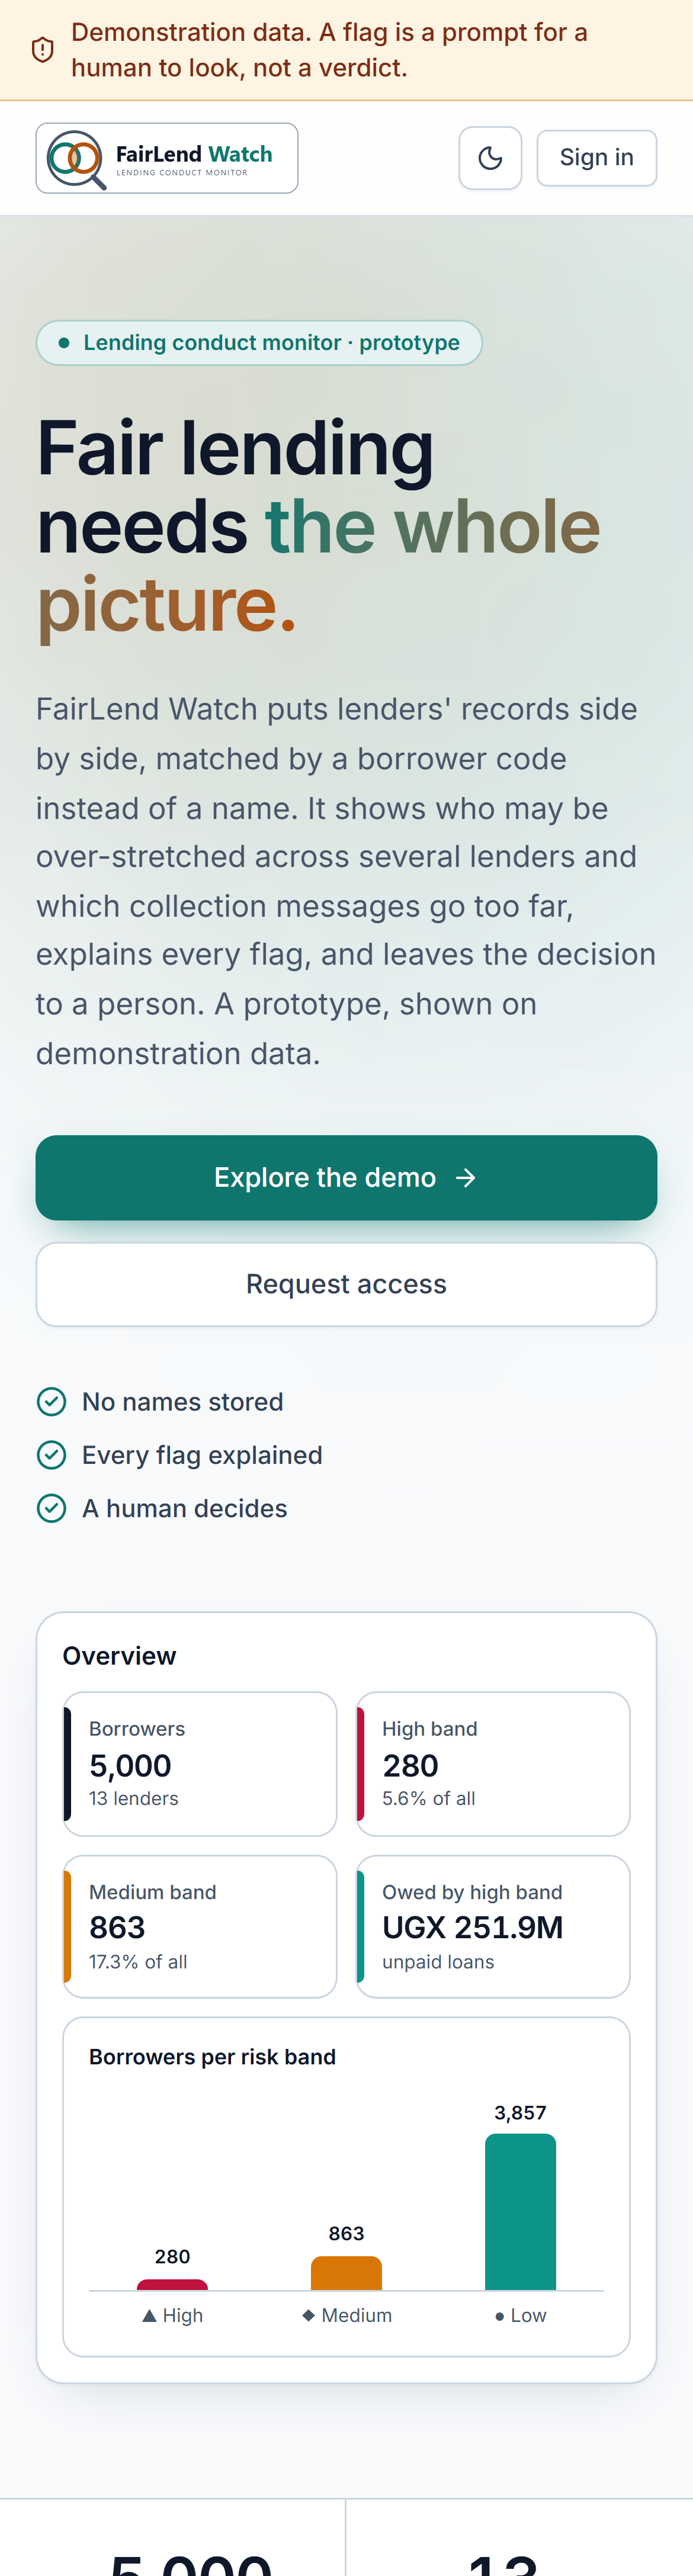 Demonstration data. A flag is a prompt for a
human to look, not a verdict.
FairLend Watch
LENDING CONDUCT MONITOR
Sign in
Lending conduct monitor · prototype
Fair lending
needs the whole
picture.
FairLend Watch puts lenders' records side
by side, matched by a borrower code
instead of a name. It shows who may be
over-stretched across several lenders and
which collection messages go too far,
explains every flag, and leaves the decision
to a person. A prototype, shown on
demonstration data.
Explore the demo →
Request access
No names stored
Every flag explained
A human decides
Overview
Borrowers
5,000
13 lenders
High band
280
5.6% of all
Medium band
863
17.3% of all
Owed by high band
UGX 251.9M
unpaid loans
Borrowers per risk band
280
863
3,857
▲ High
◆ Medium
● Low
5,000
13